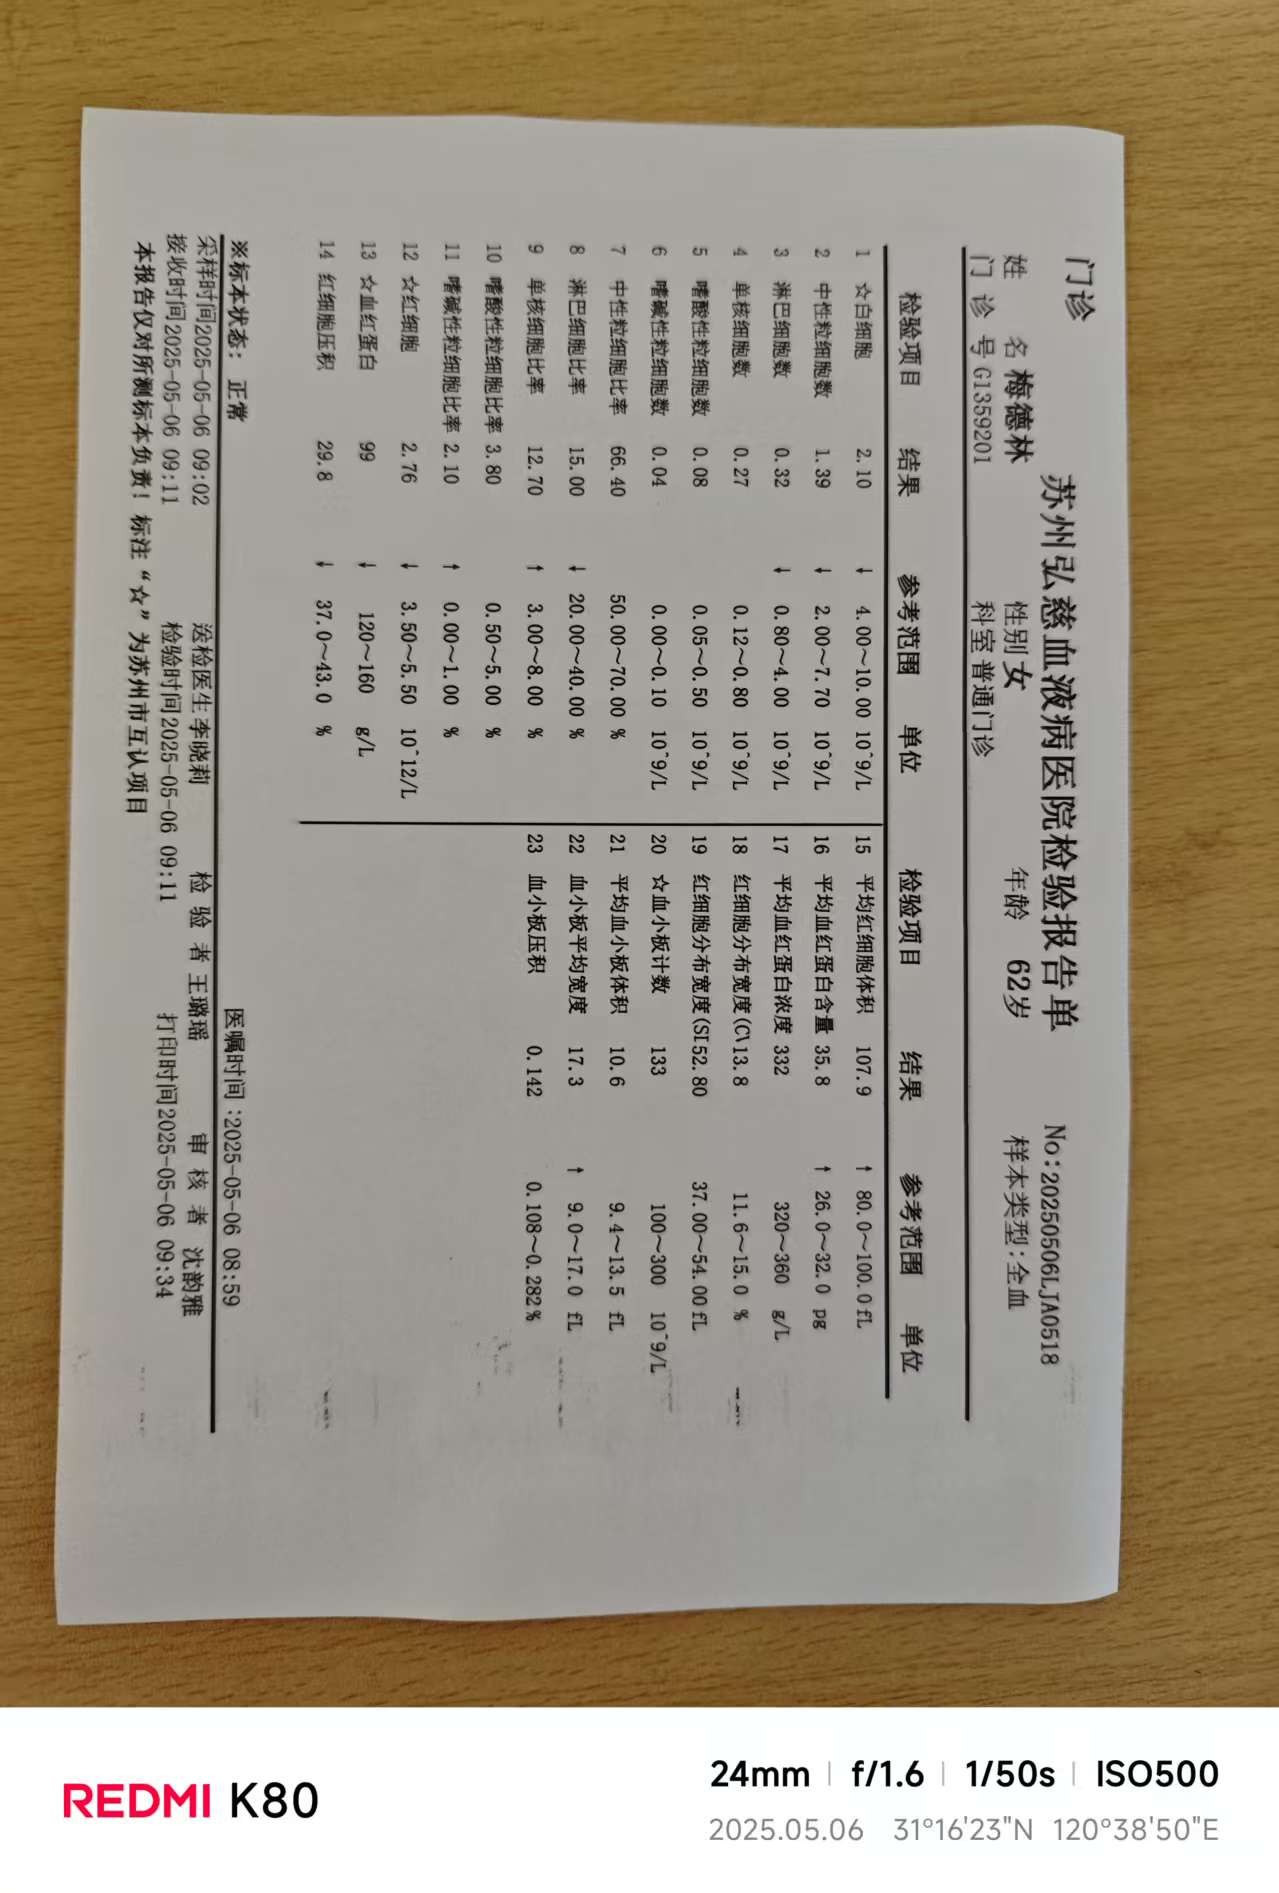 门诊
苏州弘慈血液病医院检验报告单
No:20250506LJA0518
姓 名 梅德林 性别 女 年龄 62岁 样本类型:全血
门 诊 号 G1359201 科室 普通门诊
检验项目 结果 参考范围 单位 检验项目 结果 参考范围 单位
1 ☆白细胞 2.10 ↓ 4.00~10.00 10^9/L 15 平均红细胞体积 107.9 ↑ 80.0~100.0 fL
2 中性粒细胞数 1.39 ↓ 2.00~7.70 10^9/L 16 平均血红蛋白含量 35.8 ↑ 26.0~32.0 pg
3 淋巴细胞数 0.32 ↓ 0.80~4.00 10^9/L 17 平均血红蛋白浓度 332 320~360 g/L
4 单核细胞数 0.27 0.12~0.80 10^9/L 18 红细胞分布宽度(CV 13.8 11.6~15.0 %
5 嗜酸性粒细胞数 0.08 0.05~0.50 10^9/L 19 红细胞分布宽度(SD 52.80 37.00~54.00 fL
6 嗜碱性粒细胞数 0.04 0.00~0.10 10^9/L 20 ☆血小板计数 133 100~300 10^9/L
7 中性粒细胞比率 66.40 50.00~70.00 % 21 平均血小板体积 10.6 9.4~13.5 fL
8 淋巴细胞比率 15.00 ↓ 20.00~40.00 % 22 血小板平均宽度 17.3 ↑ 9.0~17.0 fL
9 单核细胞比率 12.70 ↑ 3.00~8.00 % 23 血小板压积 0.142 0.108~0.282 %
10 嗜酸性粒细胞比率 3.80 0.50~5.00 %
11 嗜碱性粒细胞比率 2.10 ↑ 0.00~1.00 %
12 ☆红细胞 2.76 ↓ 3.50~5.50 10^12/L
13 ☆血红蛋白 99 ↓ 120~160 g/L
14 红细胞压积 29.8 ↓ 37.0~43.0 %
※标本状态: 正常 医嘱时间:2025-05-06 08:59
采样时间2025-05-06 09:02 送检医生 李晓莉 检 验 者 王璐瑶 审 核 者 沈韵雅
接收时间2025-05-06 09:11 检验时间2025-05-06 09:11 打印时间2025-05-06 09:34
本报告仅对所测标本负责! 标注“☆”为苏州市互认项目
REDMI K80
24mm | f/1.6 | 1/50s | ISO500
2025.05.06 31°16'23"N 120°38'50"E